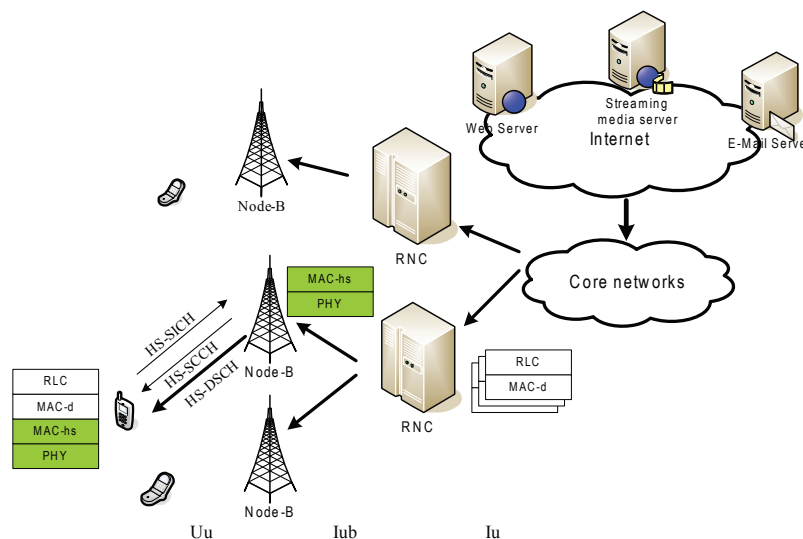 Web Server
Streaming
media server
Internet
E-Mail Serve
Node-B
RNC
Core networks
MAC-hs
PHY
HS-SICH
HS-SCCH
HS-DSCH
Node-B
RLC
MAC-d
MAC-hs
PHY
RLC
MAC-d
RNC
Node-B
Uu
Iub
Iu